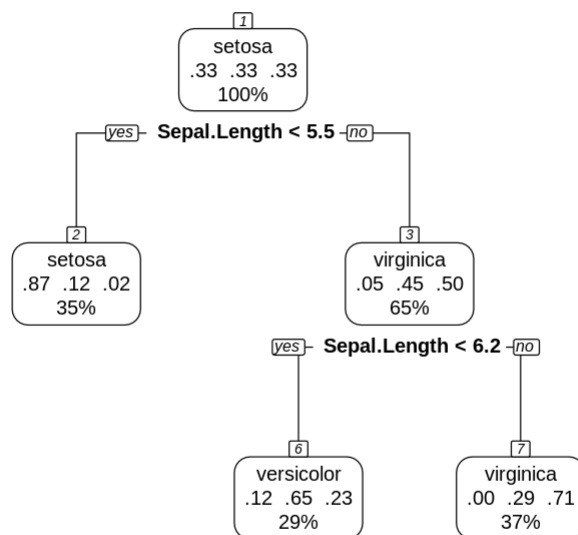 1
setosa
.33 .33 .33
100%
yes Sepal.Length < 5.5 no
2
setosa
.87 .12 .02
35%
3
virginica
.05 .45 .50
65%
yes Sepal.Length < 6.2 no
6
versicolor
.12 .65 .23
29%
7
virginica
.00 .29 .71
37%